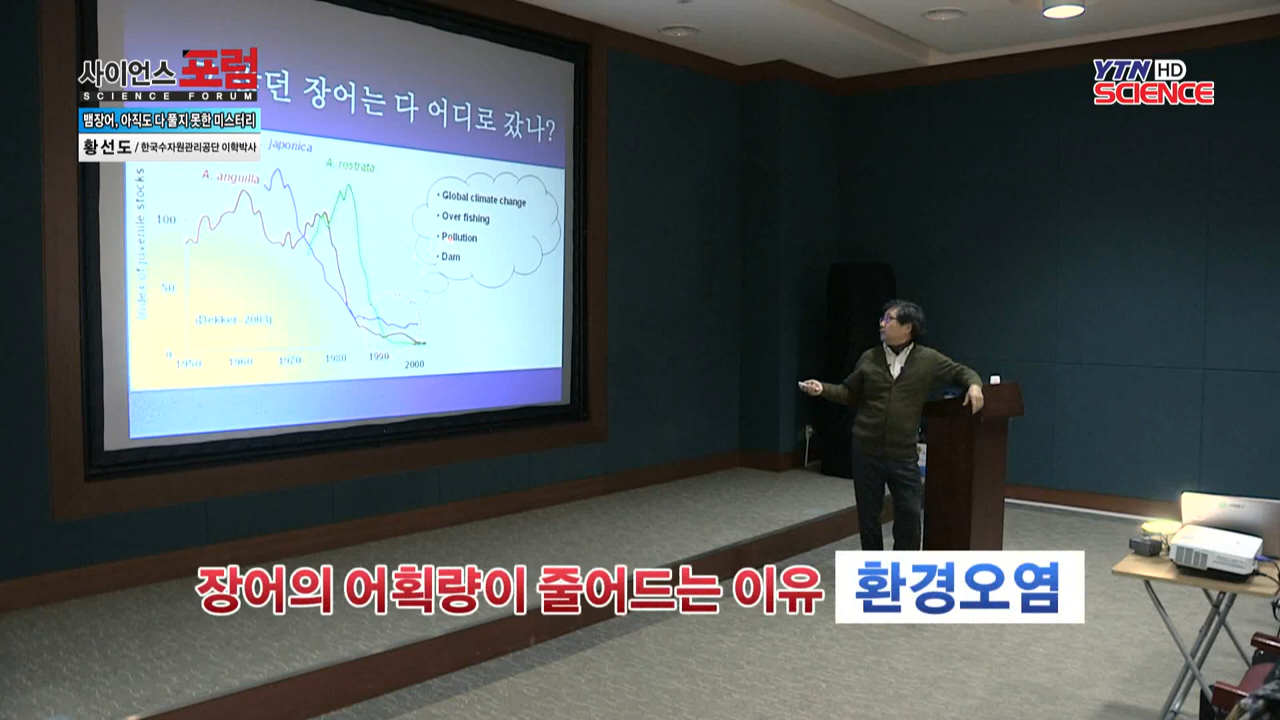 사이언스 포럼
SCIENCE FORUM
뱀장어, 아직도 다 풀지 못한 미스터리
황선도 / 한국수자원관리공단 이학박사
YTN HD
SCIENCE
던 장어는 다 어디로 갔나?
japonica
A. rostrata
A. anguilla
Index of juvenile stocks
100
50
0
(Dekker, 2003)
1950 1960 1970 1980 1990 2000
• Global climate change
• Over fishing
• Pollution
• Dam
장어의 어획량이 줄어드는 이유 환경오염